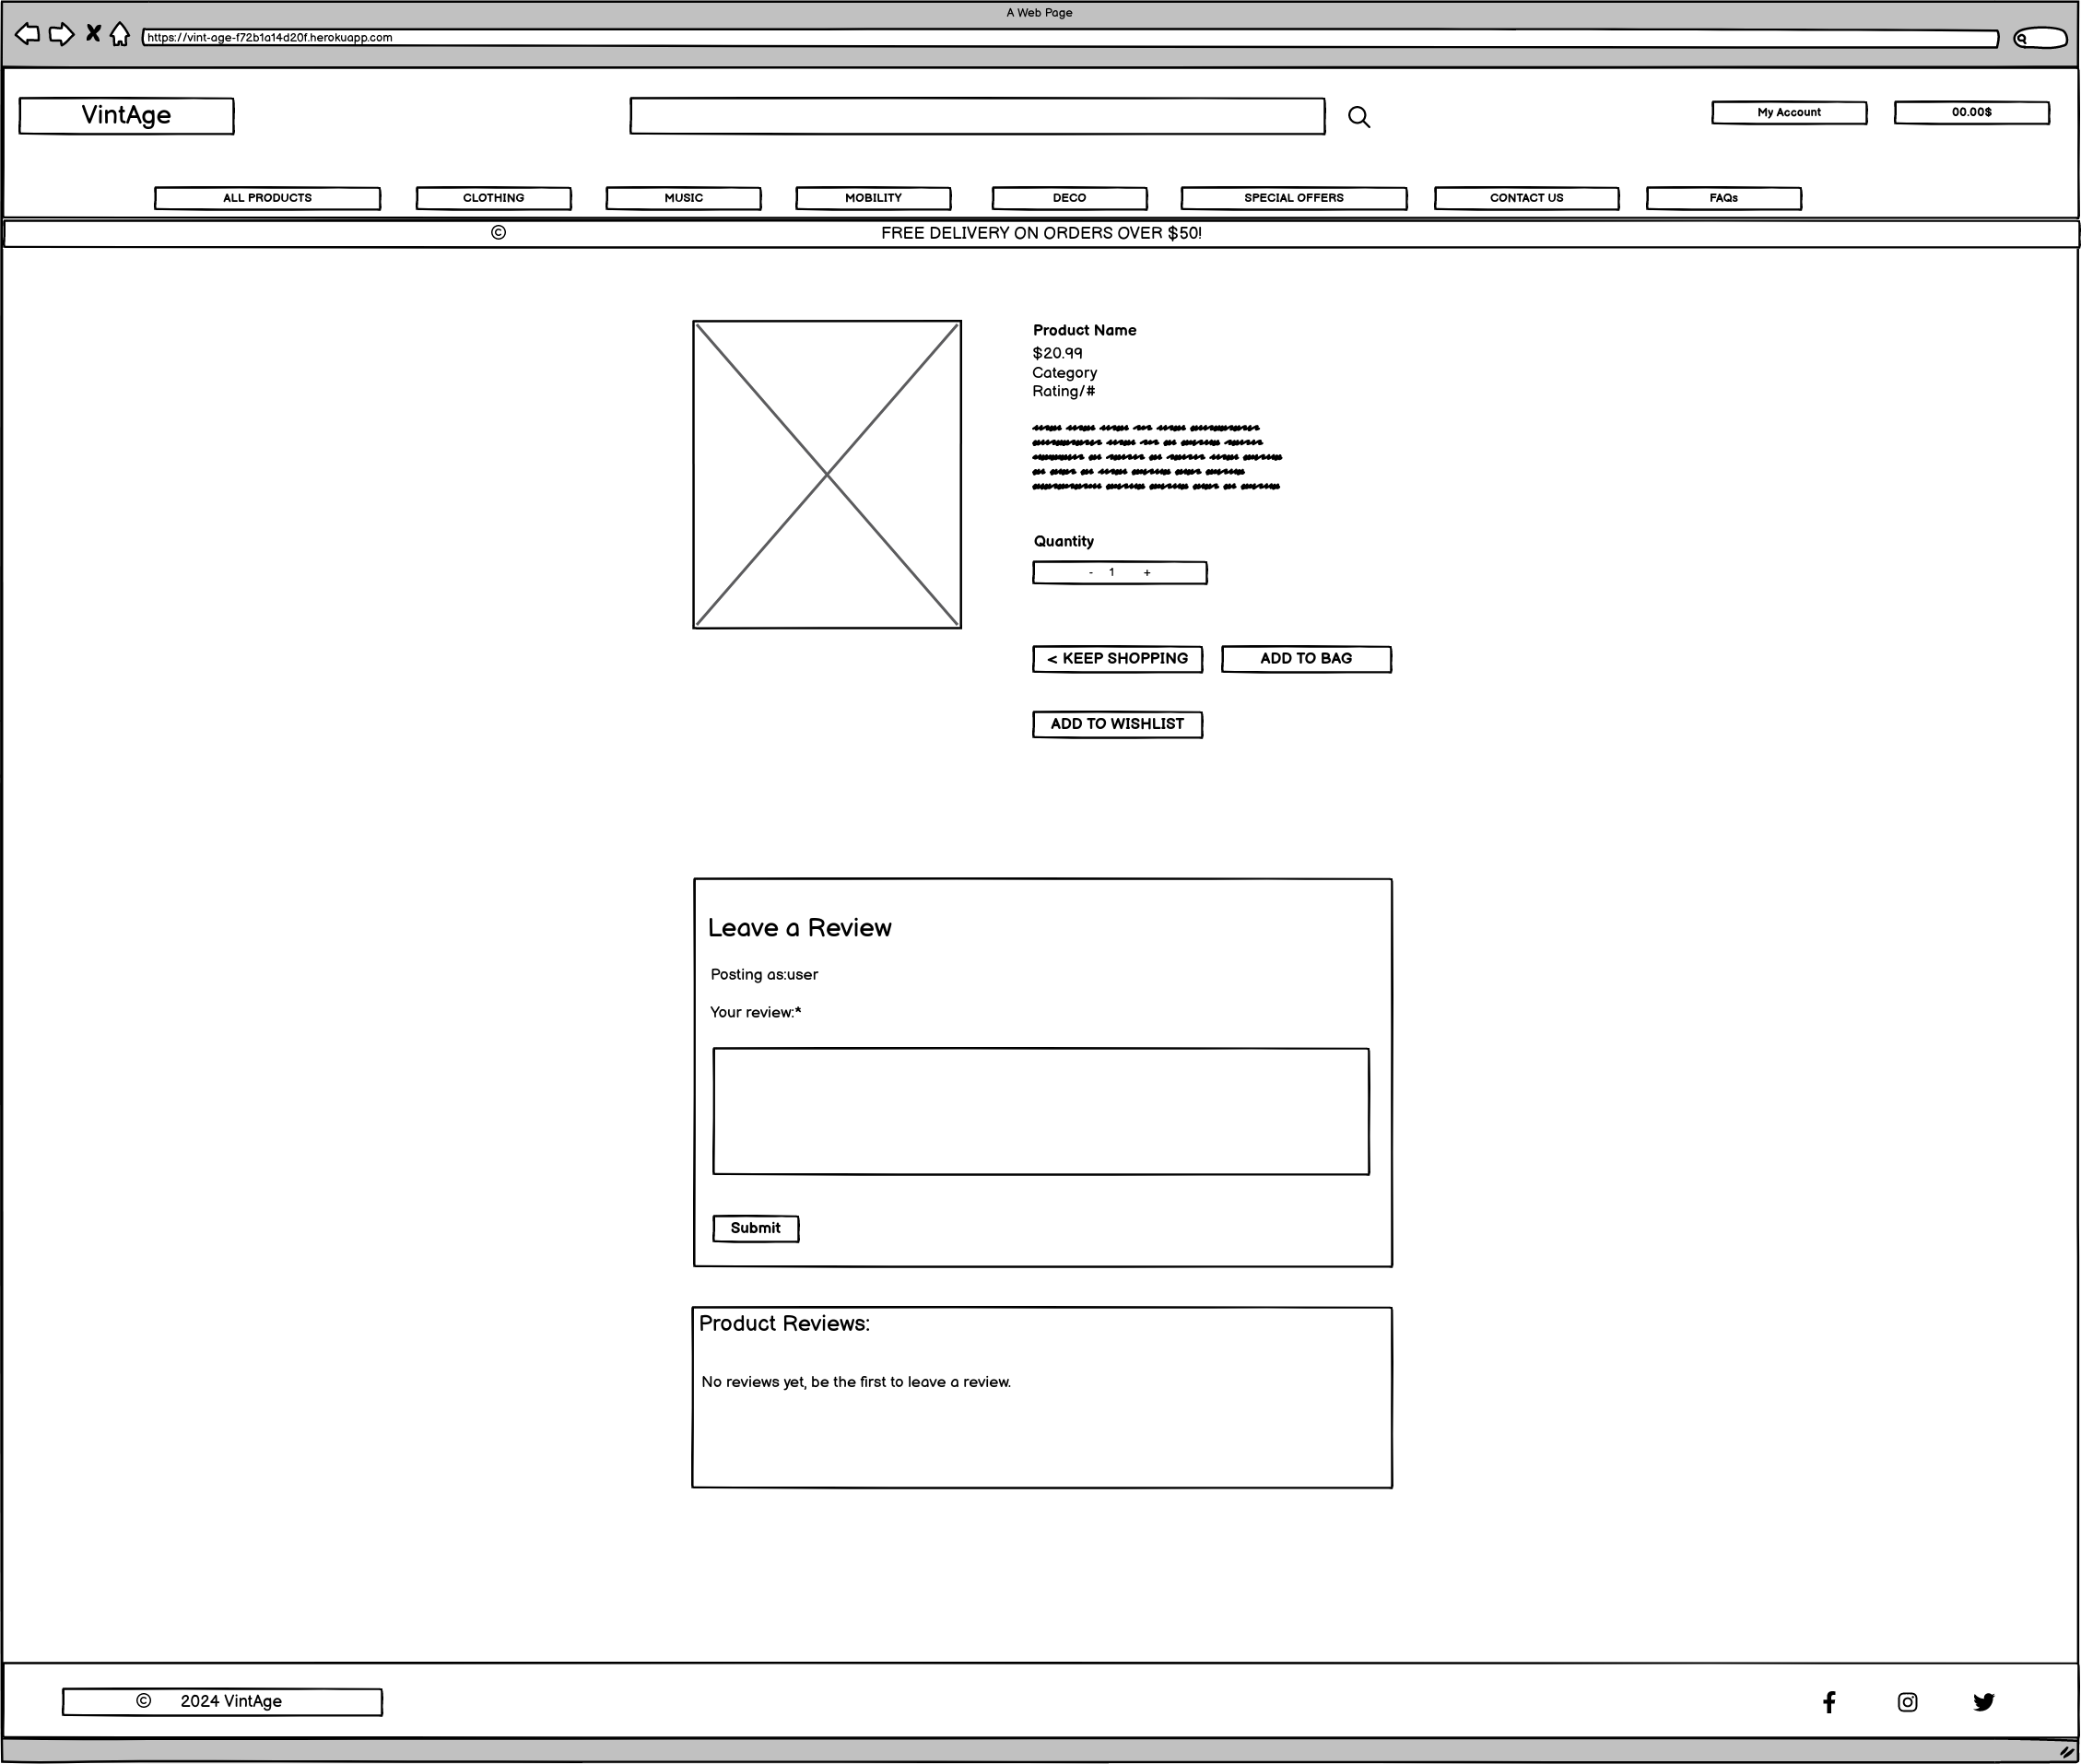 A Web Page
https://vint-age-f72b1a14d20f.herokuapp.com
VintAge
My Account
00.00$
ALL PRODUCTS
CLOTHING
MUSIC
MOBILITY
DECO
SPECIAL OFFERS
CONTACT US
FAQs
© FREE DELIVERY ON ORDERS OVER $50!
Product Name
$20.99
Category
Rating/#
Quantity
- 1 +
< KEEP SHOPPING
ADD TO BAG
ADD TO WISHLIST
Leave a Review
Posting as:user
Your review:*
Submit
Product Reviews:
No reviews yet, be the first to leave a review.
© 2024 VintAge